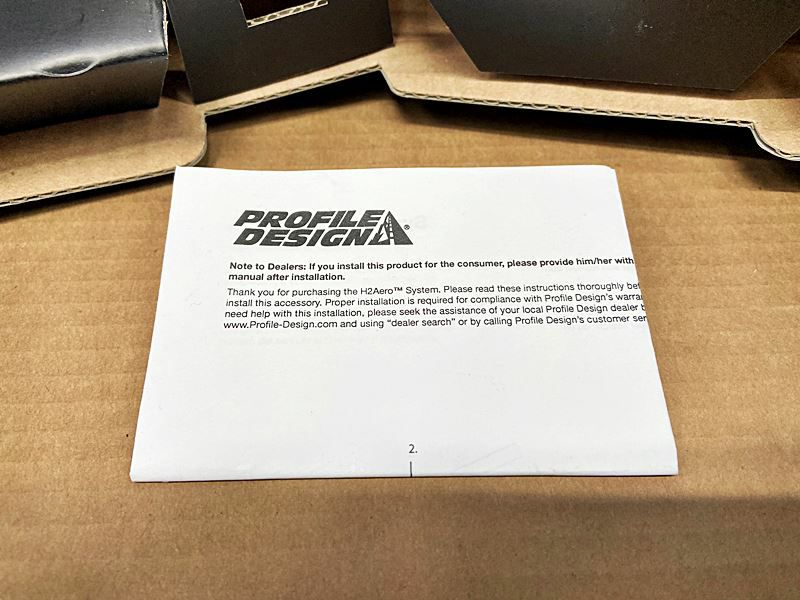 PROFILE
DESIGN®
Note to Dealers: If you install this product for the consumer, please provide him/her with
manual after installation.
Thank you for purchasing the H2Aero™ System. Please read these instructions thoroughly
install this accessory. Proper installation is required for compliance with Profile Design's
need help with this installation, please seek the assistance of your local Profile Design dealer
www.Profile-Design.com and using "dealer search" or by calling Profile Design's customer
2.